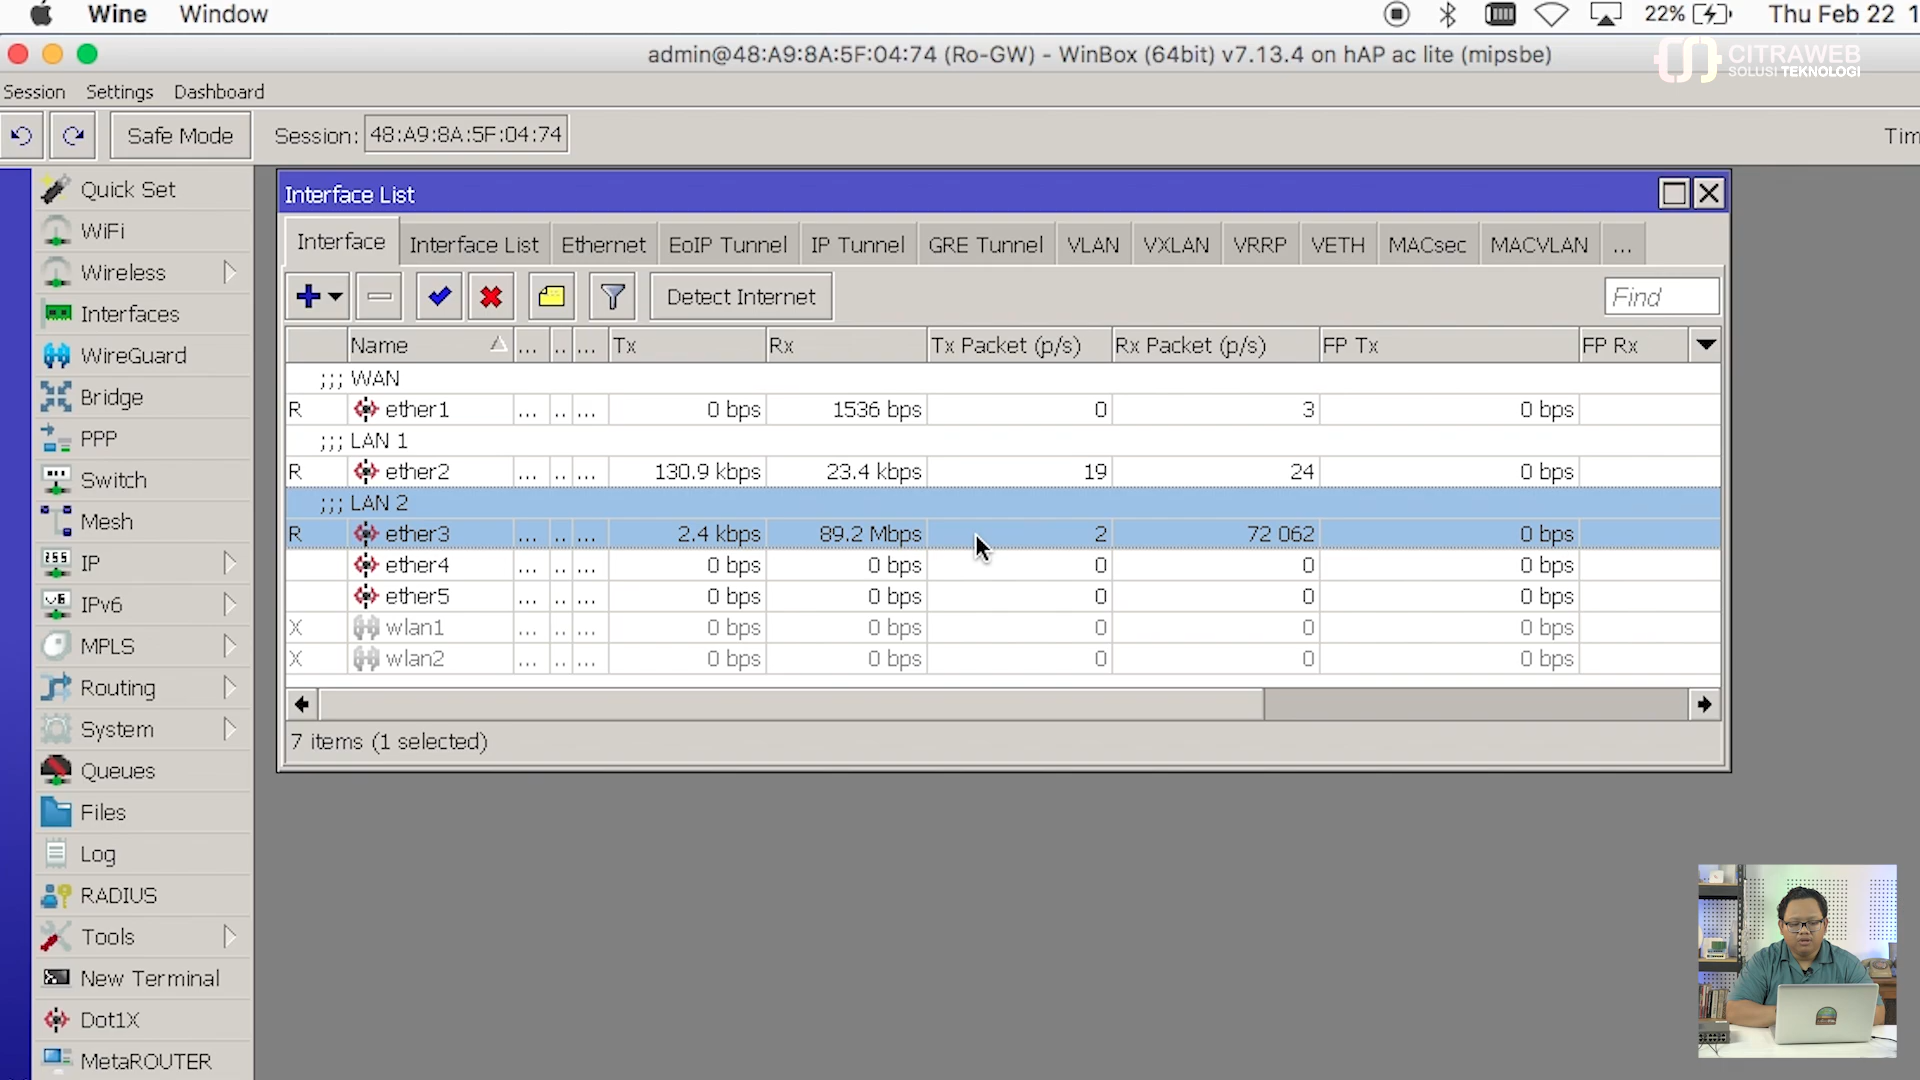 Wine Window 22% Thu Feb 22 1
admin@48:A9:8A:5F:04:74 (Ro-GW) - WinBox (64bit) v7.13.4 on hAP ac lite (mipsbe)
CITRAWEB
SOLUSI TEKNOLOGI
Session Settings Dashboard
Safe Mode Session: 48:A9:8A:5F:04:74 Tim
Quick Set
WiFi
Wireless
Interfaces
WireGuard
Bridge
PPP
Switch
Mesh
IP
IPv6
MPLS
Routing
System
Queues
Files
Log
RADIUS
Tools
New Terminal
Dot1X
MetaROUTER
Interface List
Interface Interface List Ethernet EoIP Tunnel IP Tunnel GRE Tunnel VLAN VXLAN VRRP VETH MACsec MACVLAN ...
Detect Internet Find
Name ... .. ... Tx Rx Tx Packet (p/s) Rx Packet (p/s) FP Tx FP Rx
;;; WAN
R ether1 ... .. ... 0 bps 1536 bps 0 3 0 bps
;;; LAN 1
R ether2 ... .. ... 130.9 kbps 23.4 kbps 19 24 0 bps
;;; LAN 2
R ether3 ... .. ... 2.4 kbps 89.2 Mbps 2 72 062 0 bps
ether4 ... .. ... 0 bps 0 bps 0 0 0 bps
ether5 ... .. ... 0 bps 0 bps 0 0 0 bps
X wlan1 ... .. ... 0 bps 0 bps 0 0 0 bps
X wlan2 ... .. ... 0 bps 0 bps 0 0 0 bps
7 items (1 selected)